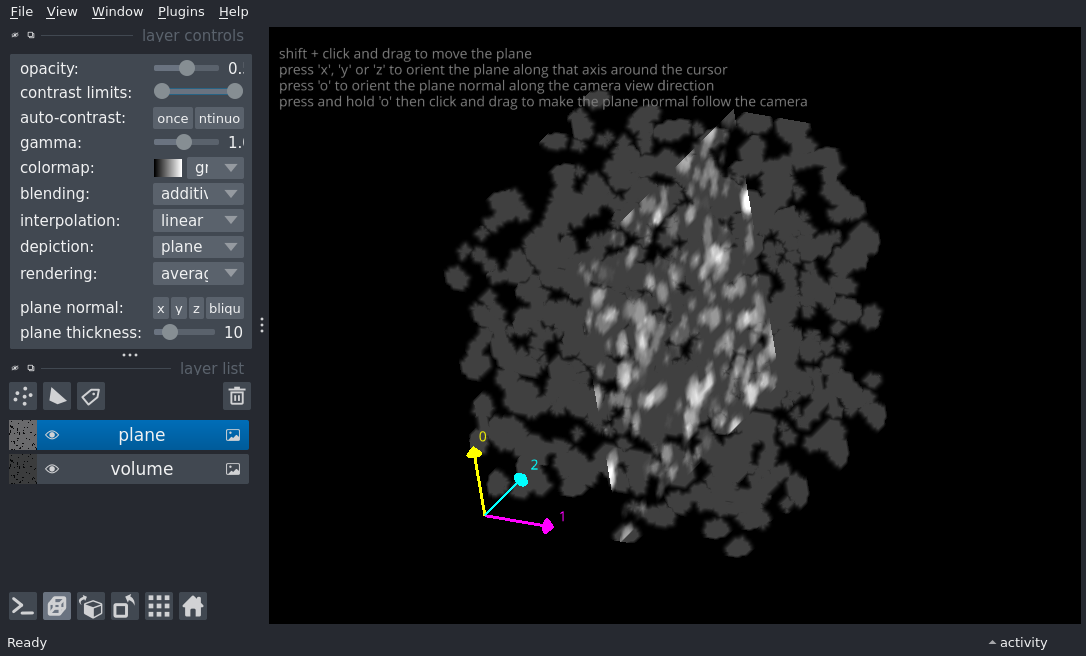 File View Window Plugins Help
layer controls
opacity: 0.
contrast limits:
auto-contrast: once ntinuo
gamma: 1.
colormap: gr
blending: additiv
interpolation: linear
depiction: plane
rendering: averag
plane normal: x y z bliqu
plane thickness: 10
layer list
plane
volume
shift + click and drag to move the plane
press 'x', 'y' or 'z' to orient the plane along that axis around the cursor
press 'o' to orient the plane normal along the camera view direction
press and hold 'o' then click and drag to make the plane normal follow the camera
0
2
1
Ready
activity